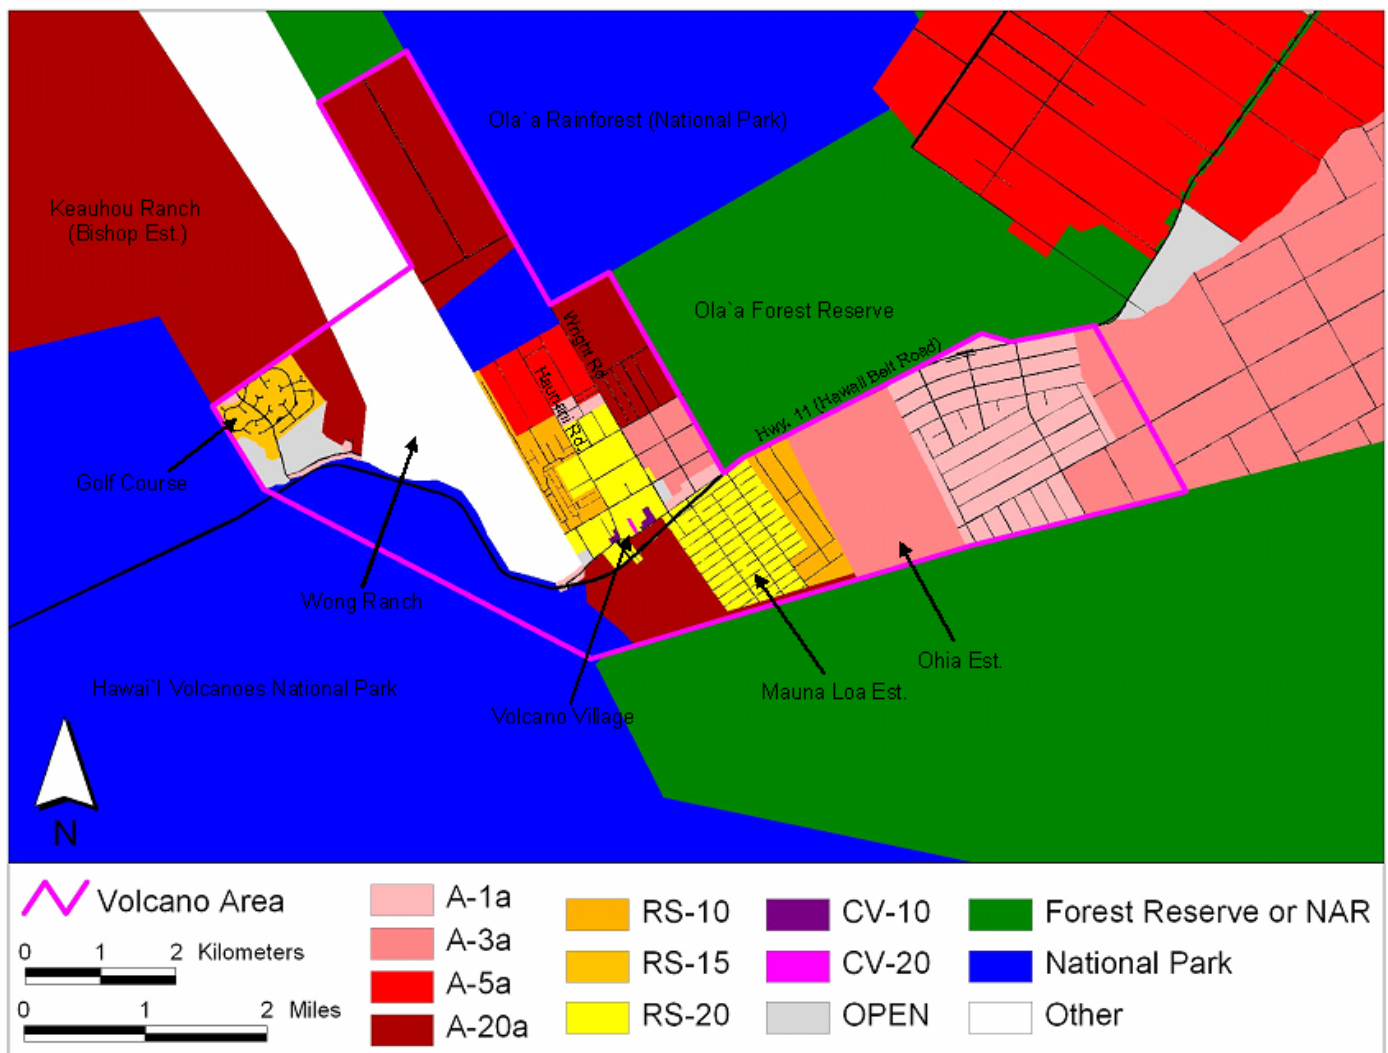 Ola`a Rainforest (National Park)
Keauhou Ranch
(Bishop Est.)
Ola`a Forest Reserve
Wright Rd.
Haunani Rd.
Hwy. 11 (Hawaii Belt Road)
Golf Course
Wong Ranch
Ohia Est.
Mauna Loa Est.
Hawai`I Volcanoes National Park
Volcano Village
N
Volcano Area
0 1 2 Kilometers
0 1 2 Miles
A-1a
A-3a
A-5a
A-20a
RS-10
RS-15
RS-20
CV-10
CV-20
OPEN
Forest Reserve or NAR
National Park
Other